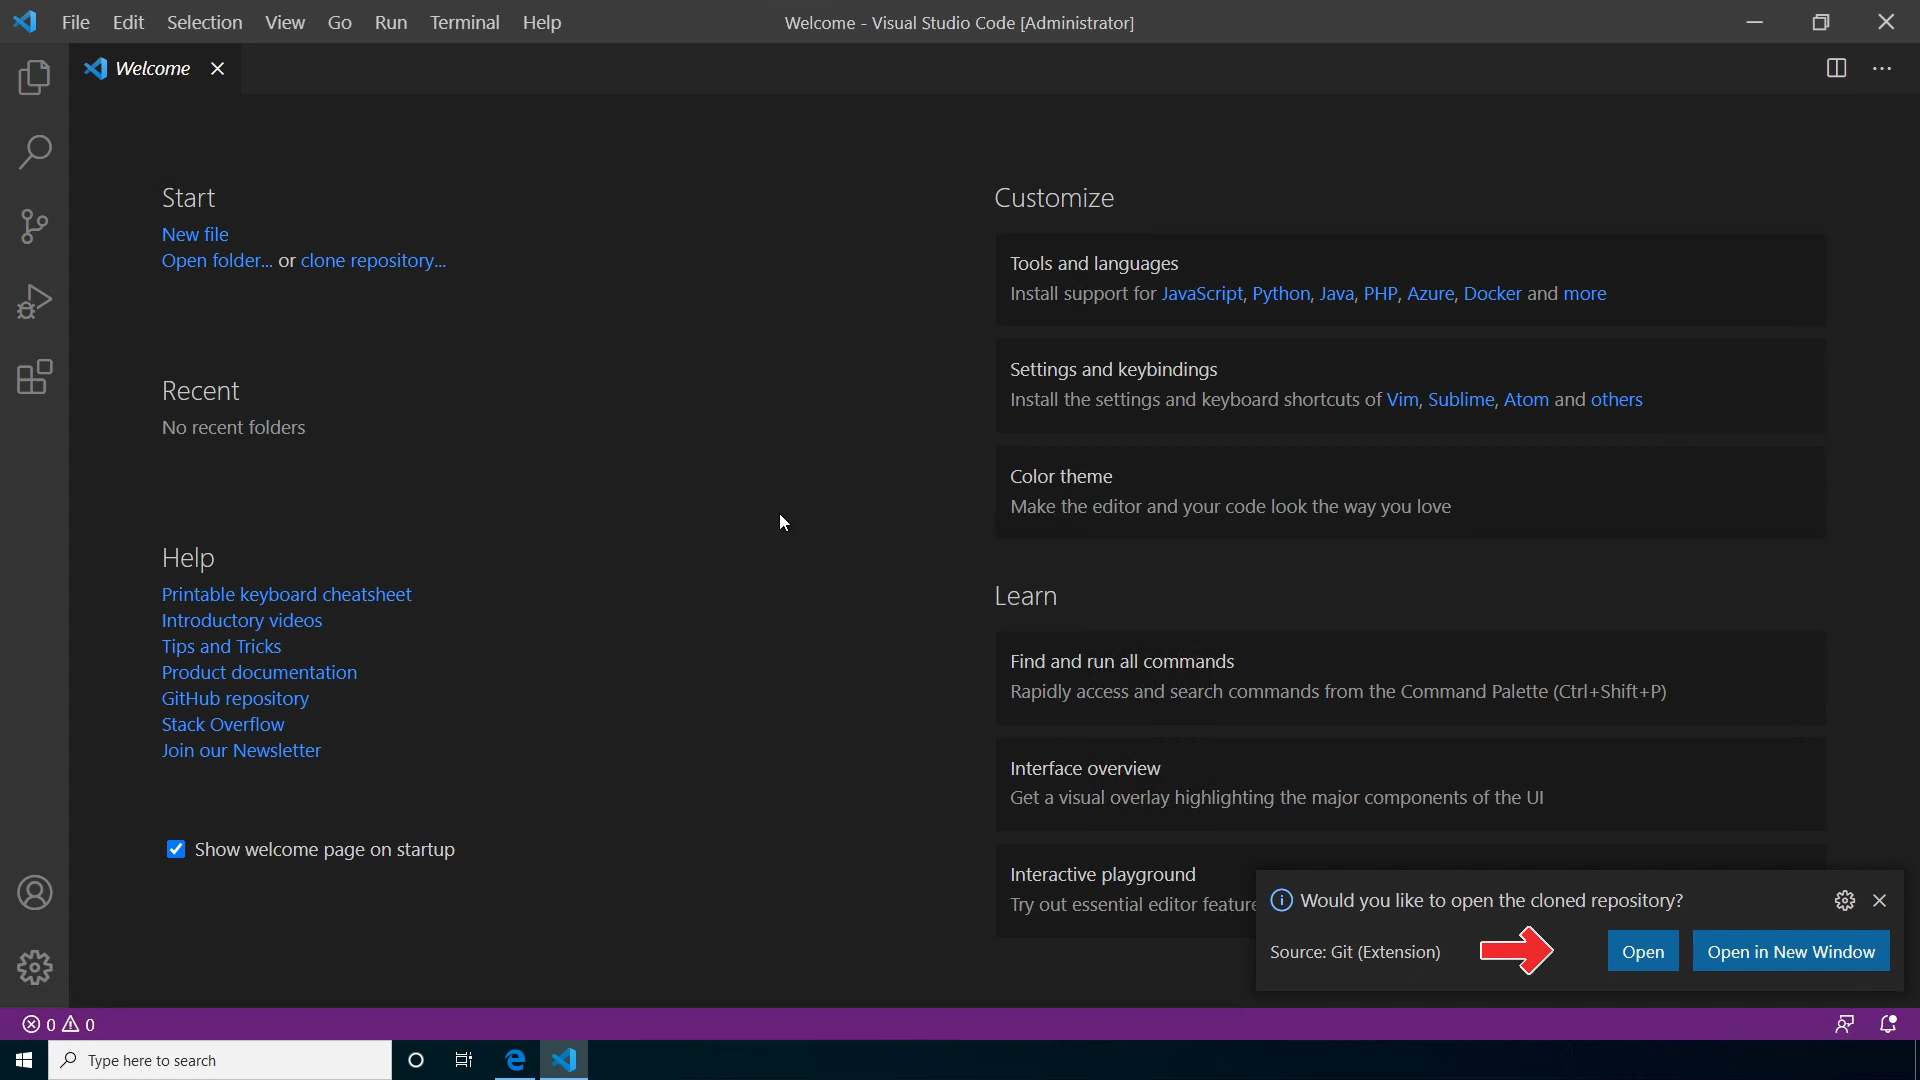 File Edit Selection View Go Run Terminal Help
Welcome - Visual Studio Code [Administrator]
Welcome
Start
New file
Open folder... or clone repository...
Recent
No recent folders
Help
Printable keyboard cheatsheet
Introductory videos
Tips and Tricks
Product documentation
GitHub repository
Stack Overflow
Join our Newsletter
Show welcome page on startup
Customize
Tools and languages
Install support for JavaScript, Python, Java, PHP, Azure, Docker and more
Settings and keybindings
Install the settings and keyboard shortcuts of Vim, Sublime, Atom and others
Color theme
Make the editor and your code look the way you love
Learn
Find and run all commands
Rapidly access and search commands from the Command Palette (Ctrl+Shift+P)
Interface overview
Get a visual overlay highlighting the major components of the UI
Interactive playground
Try out essential editor feature
Would you like to open the cloned repository?
Source: Git (Extension)
Open
Open in New Window
0 0
Type here to search